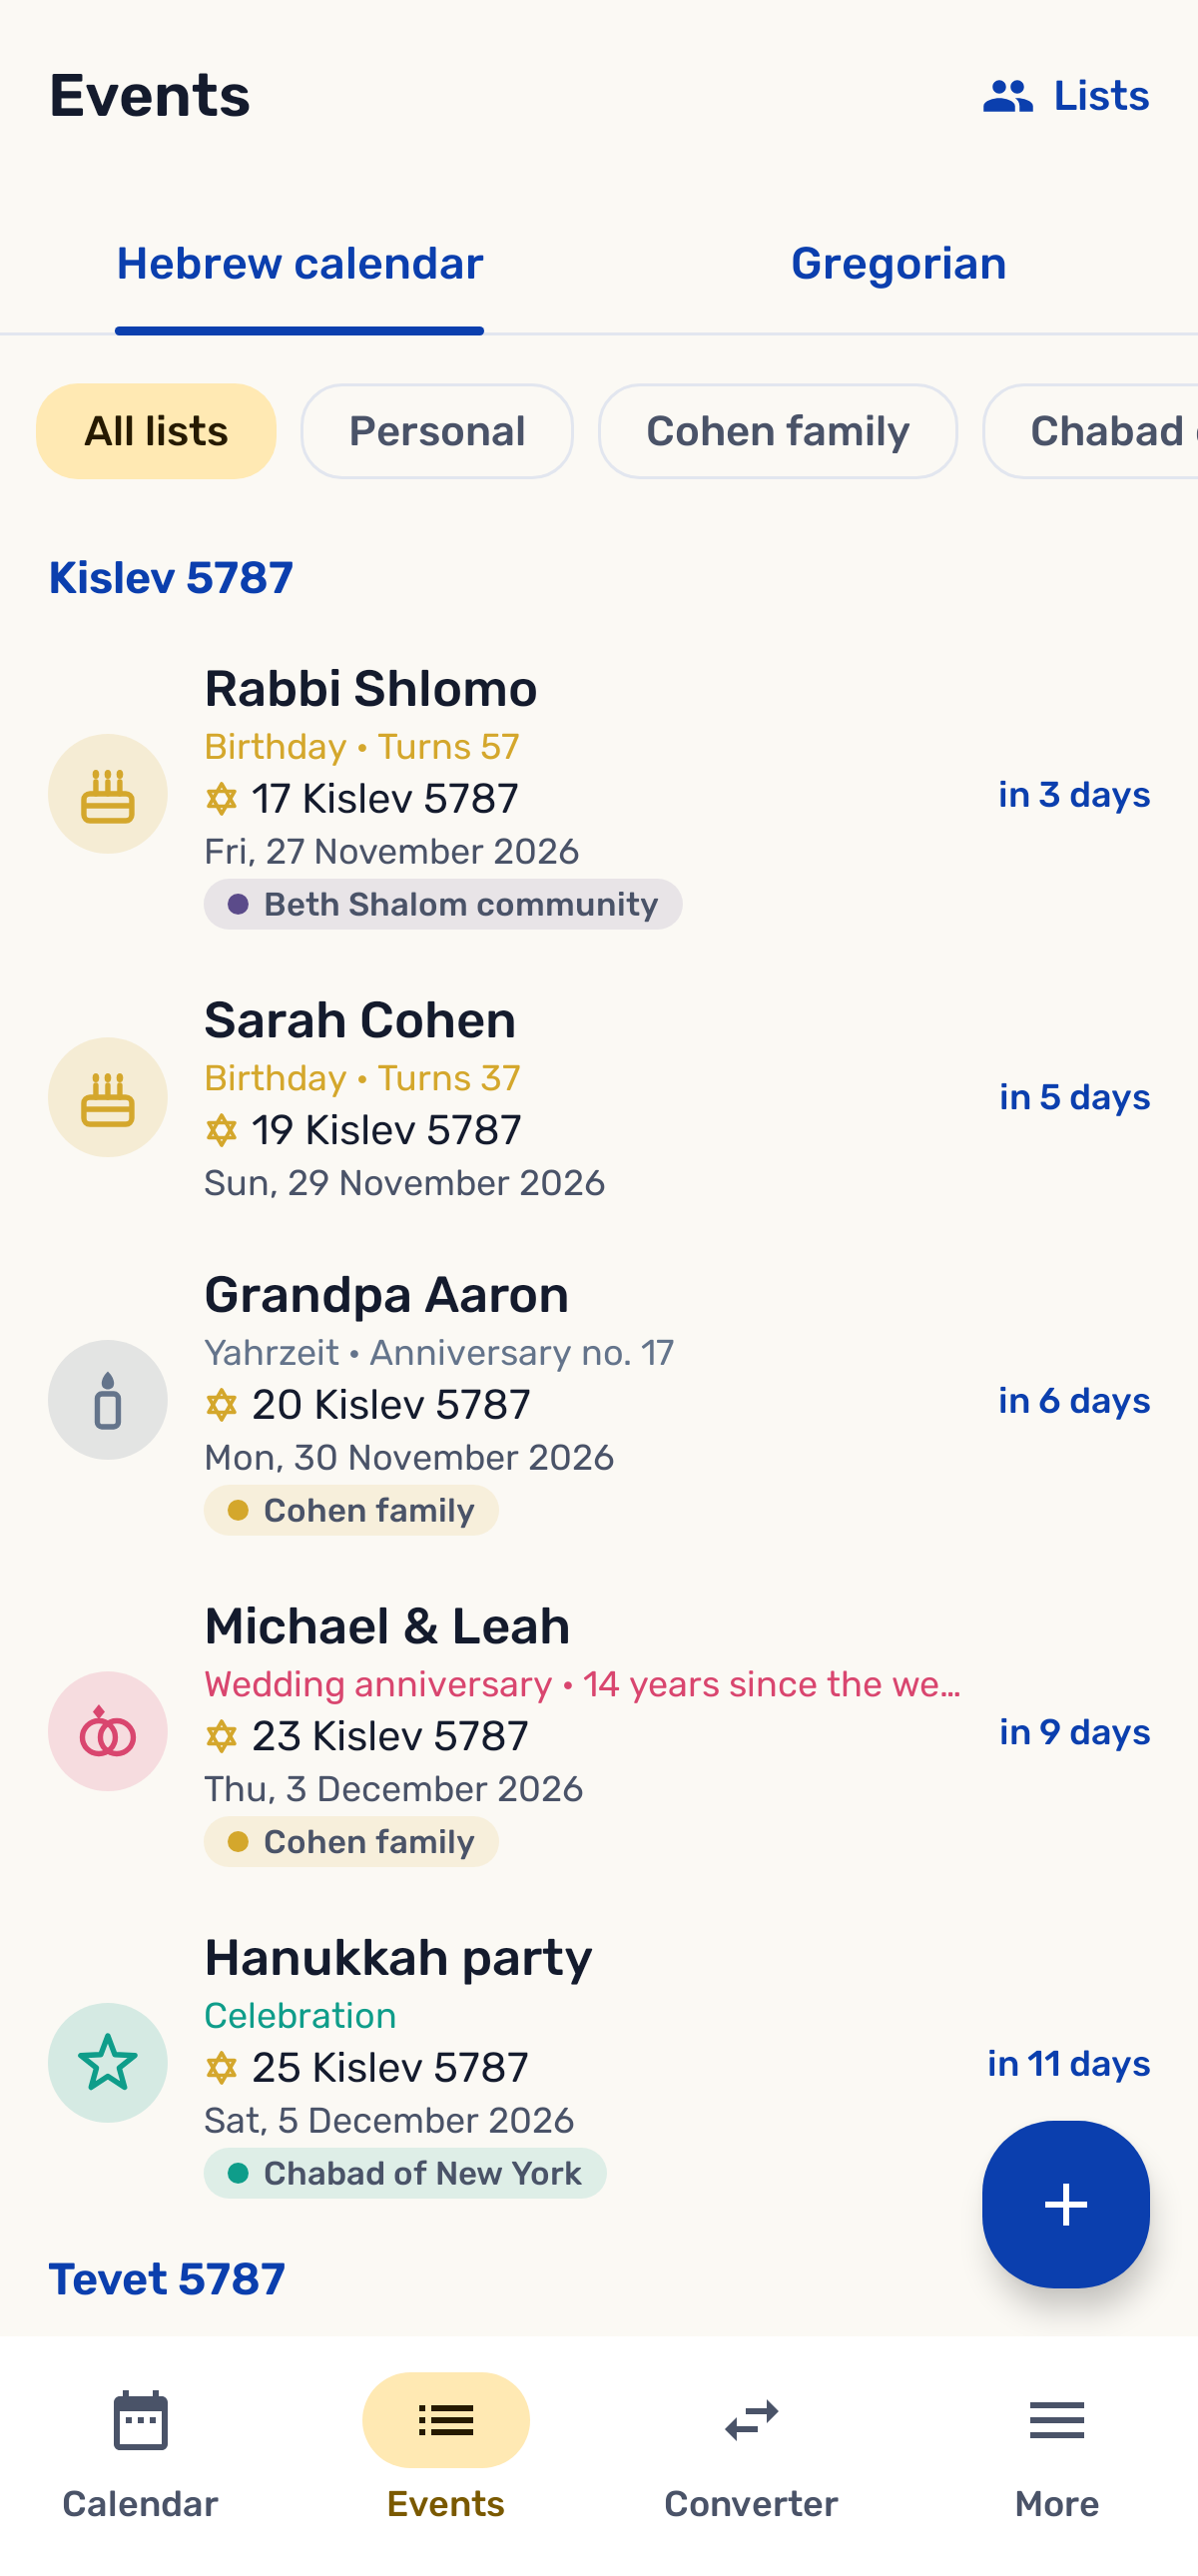 Events
Lists
Hebrew calendar
Gregorian
All lists
Personal
Cohen family
Chabad
Kislev 5787
Rabbi Shlomo
Birthday • Turns 57
17 Kislev 5787
Fri, 27 November 2026
Beth Shalom community
in 3 days
Sarah Cohen
Birthday • Turns 37
19 Kislev 5787
Sun, 29 November 2026
in 5 days
Grandpa Aaron
Yahrzeit • Anniversary no. 17
20 Kislev 5787
Mon, 30 November 2026
Cohen family
in 6 days
Michael & Leah
Wedding anniversary • 14 years since the we…
23 Kislev 5787
Thu, 3 December 2026
Cohen family
in 9 days
Hanukkah party
Celebration
25 Kislev 5787
Sat, 5 December 2026
Chabad of New York
in 11 days
Tevet 5787
Calendar
Events
Converter
More